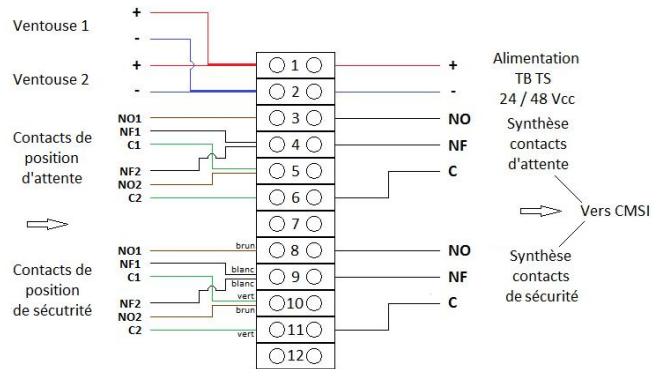 Ventouse 1
+
-
Ventouse 2
+
-
1
2
3
4
5
6
7
8
9
10
11
12
+
-
Alimentation
TB TS
24 / 48 Vcc
Contacts de
position
d'attente
NO1
NF1
C1
NF2
NO2
C2
NO
NF
C
Synthèse
contacts
d'attente
Vers CMSI
Contacts de
position
de sécutrité
NO1
NF1
C1
NF2
NO2
C2
brun
blanc
blanc
vert
brun
vert
NO
NF
C
Synthèse
contacts
de sécurité